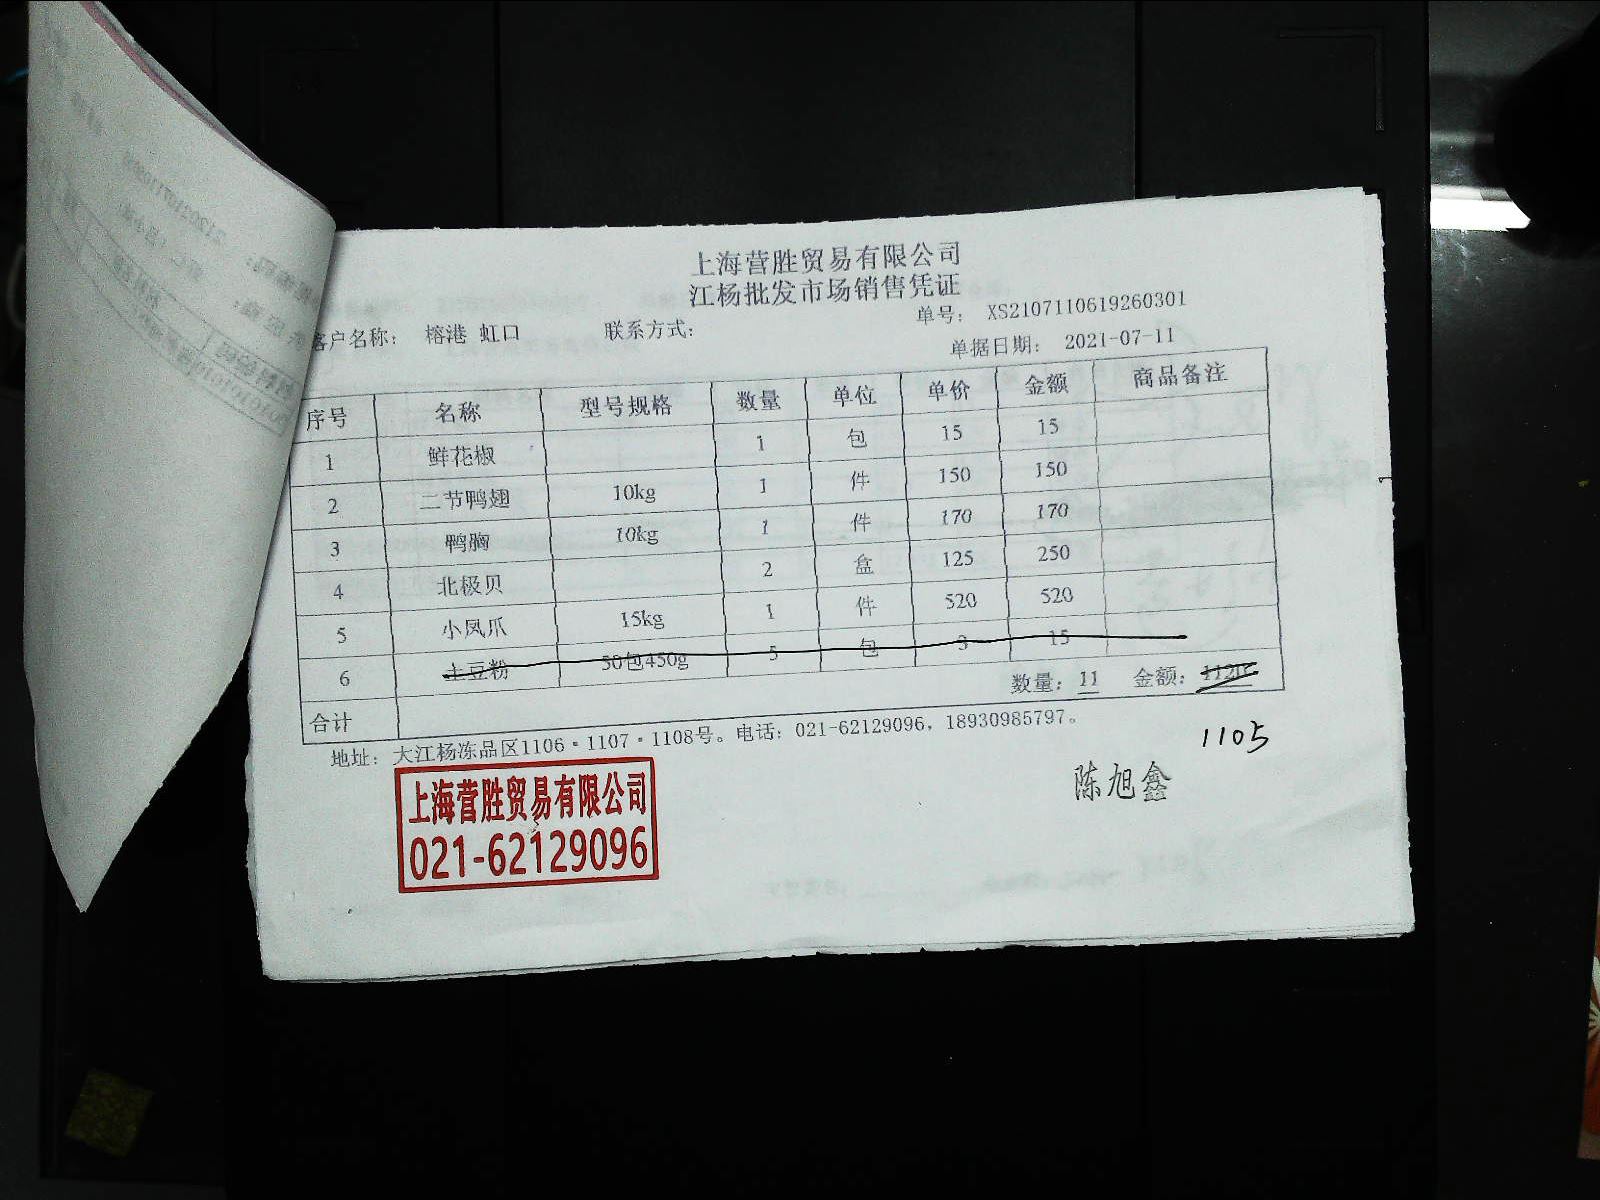 上海营胜贸易有限公司
江杨批发市场销售凭证
客户名称: 榕港 虹口 联系方式: 单号: XS2107110619260301
单据日期: 2021-07-11
序号 名称 型号规格 数量 单位 单价 金额 商品备注
1 鲜花椒 1 包 15 15
2 二节鸭翅 10kg 1 件 150 150
3 鸭胸 10kg 1 件 170 170
4 北极贝 2 盒 125 250
5 小凤爪 15kg 1 件 520 520
6 土豆粉 30包450g 5 包 3 15
合计 数量: 11 金额: 1120
地址: 大江杨冻品区1106·1107·1108号。电话: 021-62129096, 18930985797。
1105
陈旭鑫
上海营胜贸易有限公司
021-62129096